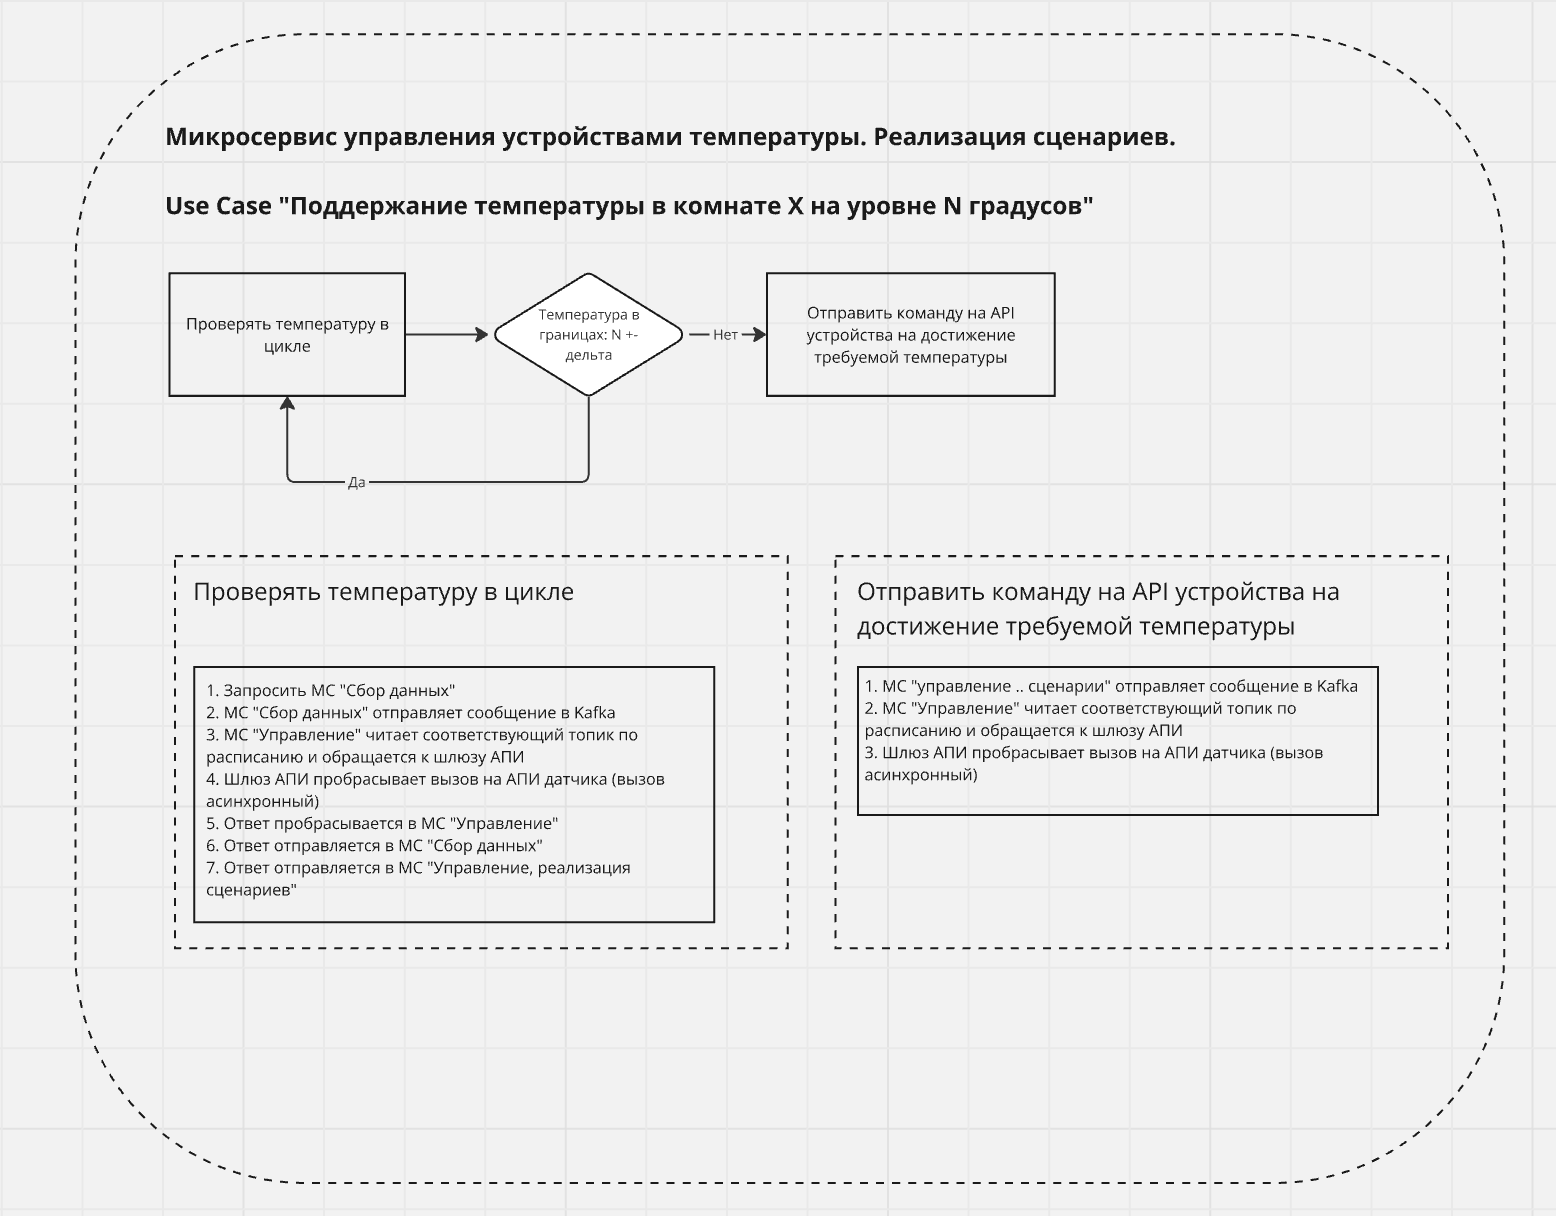 Микросервис управления устройствами температуры. Реализация сценариев.
Use Case "Поддержание температуры в комнате X на уровне N градусов"
Проверять температуру в
цикле
Температура в
границах: N +-
дельта
Нет
Отправить команду на API
устройства на достижение
требуемой температуры
Да
Проверять температуру в цикле
1. Запросить МС "Сбор данных"
2. МС "Сбор данных" отправляет сообщение в Kafka
3. МС "Управление" читает соответствующий топик по
расписанию и обращается к шлюзу АПИ
4. Шлюз АПИ пробрасывает вызов на АПИ датчика (вызов
асинхронный)
5. Ответ пробрасывается в МС "Управление"
6. Ответ отправляется в МС "Сбор данных"
7. Ответ отправляется в МС "Управление, реализация
сценариев"
Отправить команду на API устройства на
достижение требуемой температуры
1. МС "управление .. сценарии" отправляет сообщение в Kafka
2. МС "Управление" читает соответствующий топик по
расписанию и обращается к шлюзу АПИ
3. Шлюз АПИ пробрасывает вызов на АПИ датчика (вызов
асинхронный)